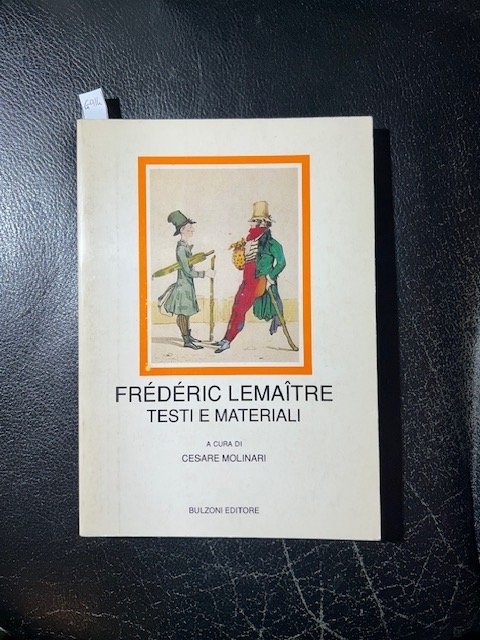 FRÉDÉRIC LEMAÎTRE
TESTI E MATERIALI
A CURA DI
CESARE MOLINARI
BULZONI EDITORE